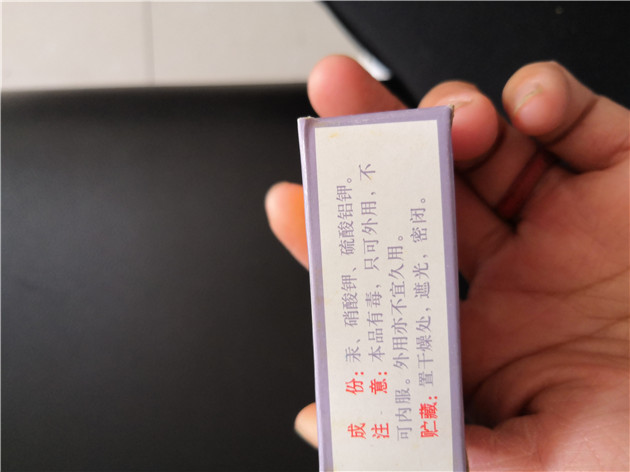 成　份：汞、硝酸钾、硫酸铝钾。
注　意：本品有毒，只可外用，不
可内服。外用亦不宜久用。
贮藏：置干燥处，遮光，密闭。